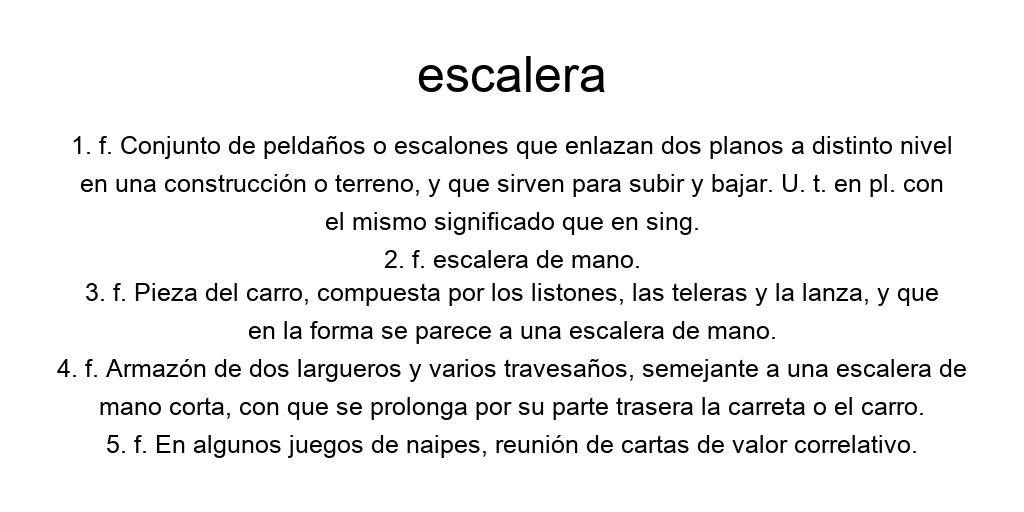 escalera
1. f. Conjunto de peldaños o escalones que enlazan dos planos a distinto nivel
en una construcción o terreno, y que sirven para subir y bajar. U. t. en pl. con
el mismo significado que en sing.
2. f. escalera de mano.
3. f. Pieza del carro, compuesta por los listones, las teleras y la lanza, y que
en la forma se parece a una escalera de mano.
4. f. Armazón de dos largueros y varios travesaños, semejante a una escalera de
mano corta, con que se prolonga por su parte trasera la carreta o el carro.
5. f. En algunos juegos de naipes, reunión de cartas de valor correlativo.